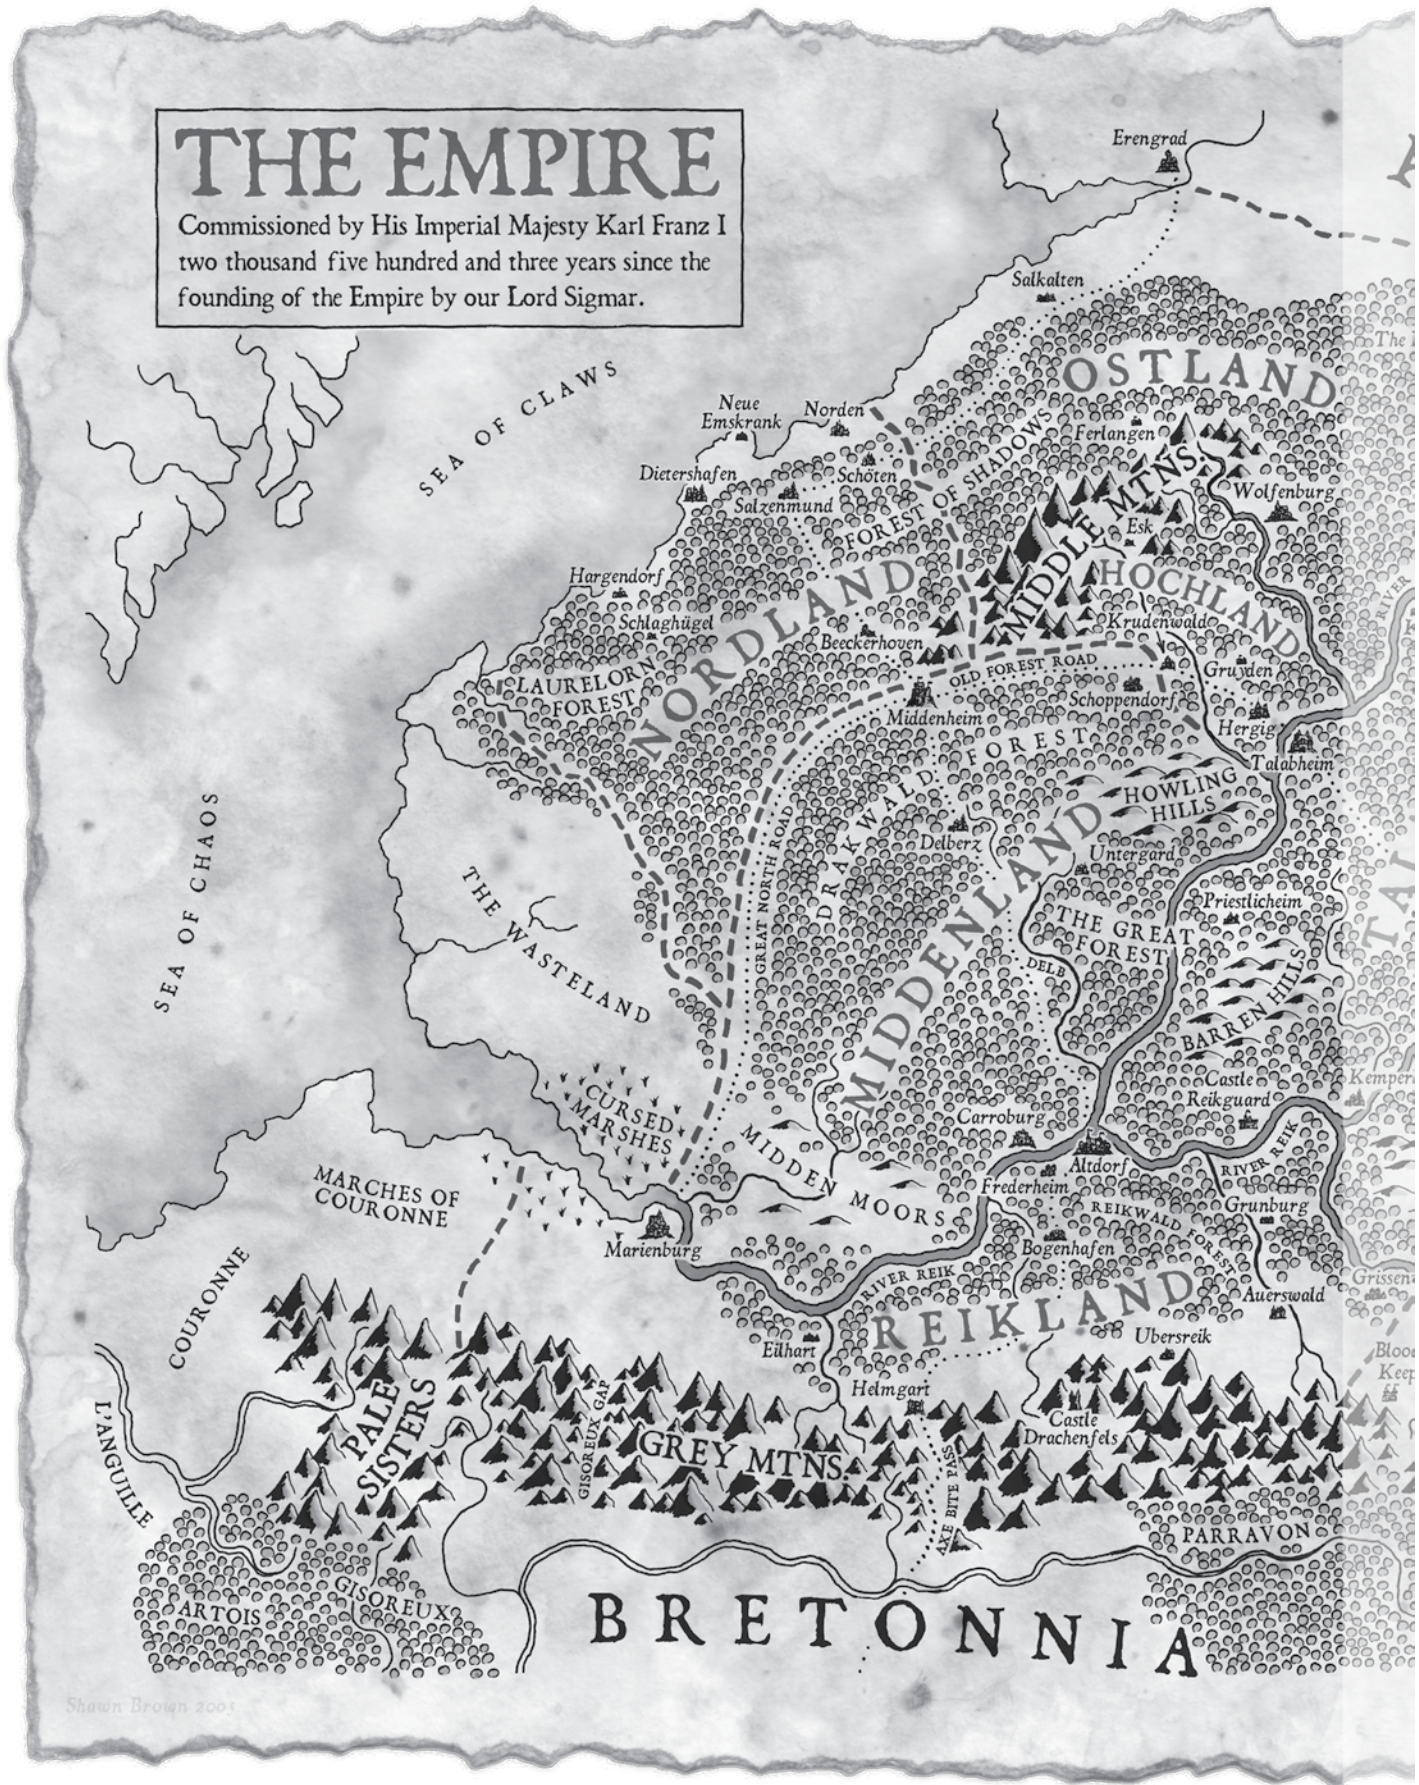 THE EMPIRE
Commissioned by His Imperial Majesty Karl Franz I
two thousand five hundred and three years since the
founding of the Empire by our Lord Sigmar.
Erengrad
Salkalten
SEA OF CLAWS
OSTLAND
Neue
Emskrank
Norden
Ferlangen
FOREST OF SHADOWS
Dietershafen
Schöten
Salzenmund
Wolfenburg
MIDDLE MTNS.
Esk
HOCHLAND
Hargendorf
Schlaghügel
NORDLAND
Beeckerhoven
Krudenwald
RIVER
LAURELORN
FOREST
OLD FOREST ROAD
Gruyden
Schoppendorf
Middenheim
Hergig
Talabheim
DRAKWALD FOREST
HOWLING
HILLS
SEA OF CHAOS
GREAT NORTH ROAD
Delberz
Untergard
THE WASTELAND
MIDDENLAND
Priestlicheim
THE GREAT
FOREST
DELB
BARREN HILLS
CURSED
MARSHES
Castle
Reikguard
Carroburg
MIDDEN MOORS
Altdorf
RIVER REIK
Frederheim
MARCHES OF
COURONNE
Grunburg
REIKWALD FOREST
Marienburg
Bogenhafen
COURONNE
RIVER REIK
REIKLAND
Auerswald
Eilhart
Ubersreik
Helmgart
PALE
SISTERS
GISOREUX GAP
GREY MTNS.
Castle
Drachenfels
L'ANGUILLE
AXE BITE PASS
PARRAVON
ARTOIS
GISOREUX
BRETONNIA
Shawn Brown 2005